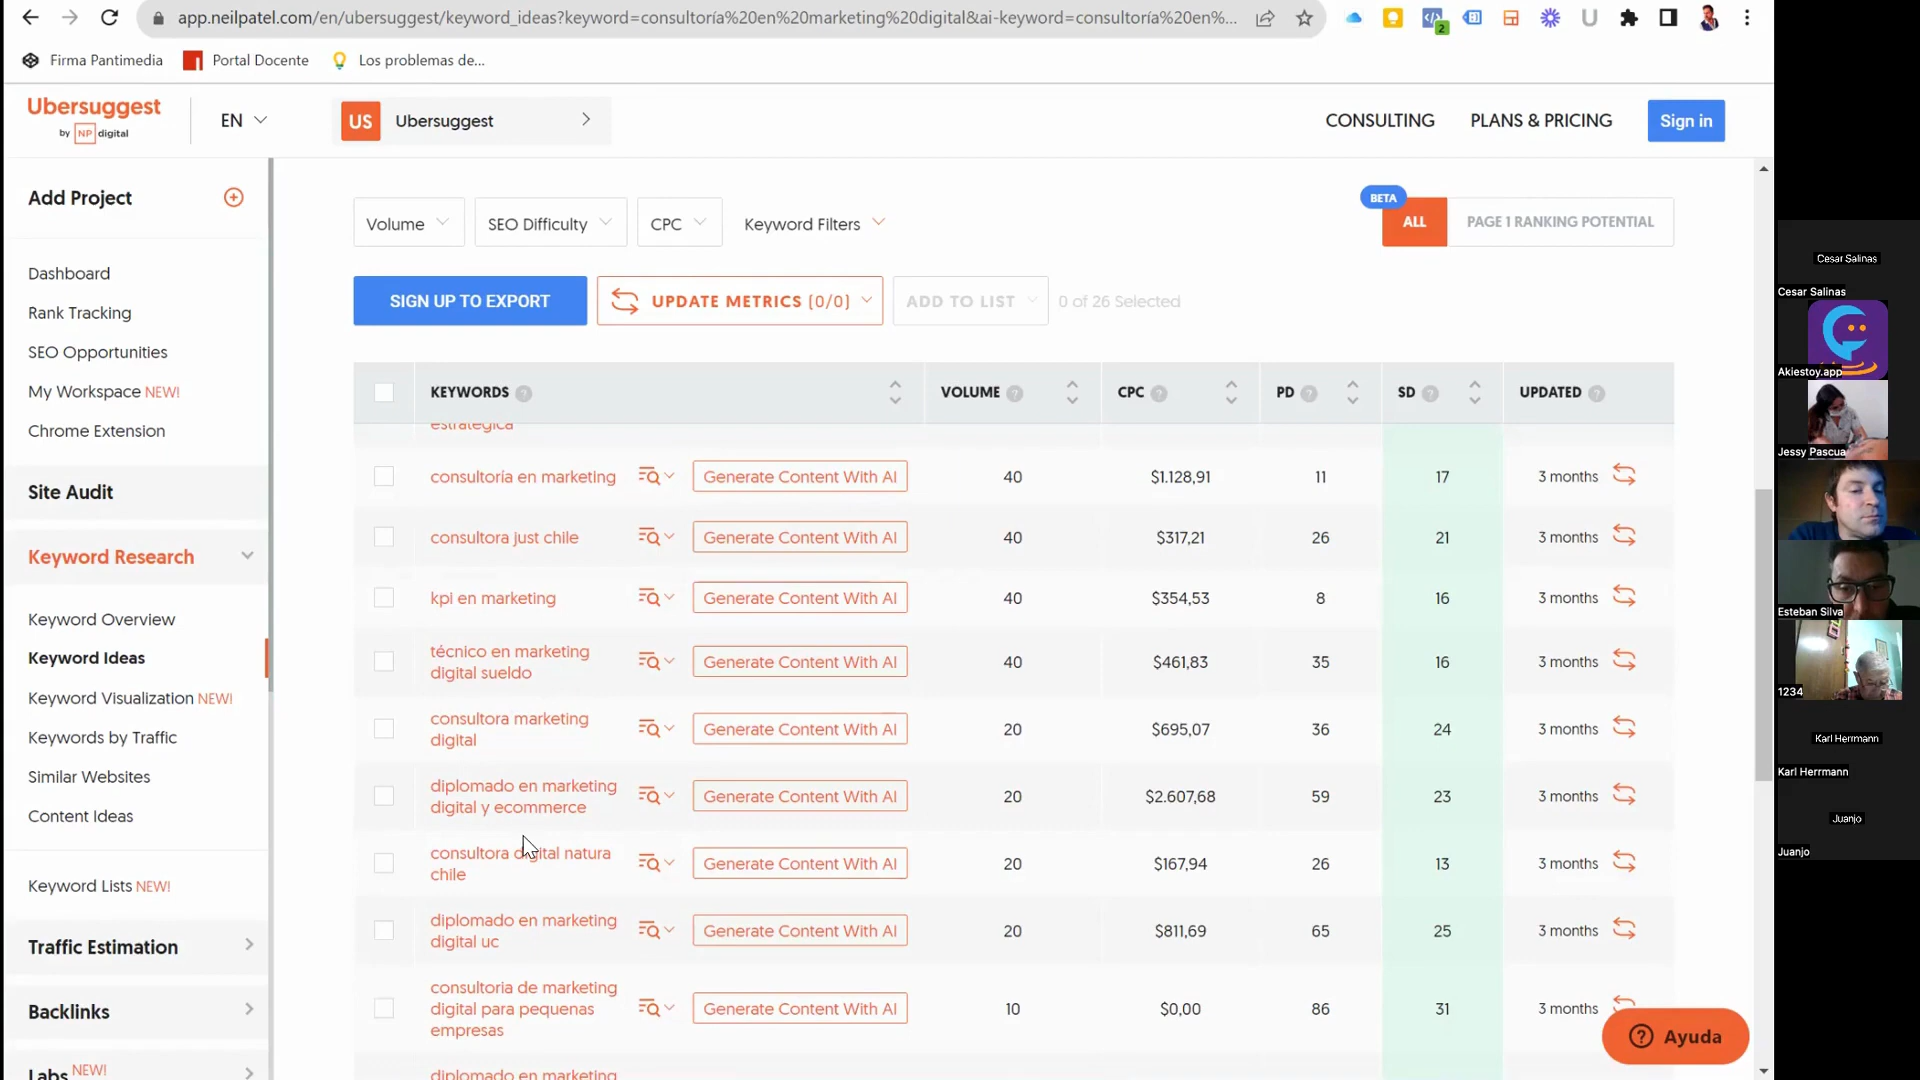 app.neilpatel.com/en/ubersuggest/keyword_ideas?keyword=consultoría%20en%20marketing%20digital&ai-keyword=consultoría%20en%...
2
Firma Pantimedia
Portal Docente
Los problemas de...
Ubersuggest
by NP digital
EN
US Ubersuggest
CONSULTING
PLANS & PRICING
Sign in
Add Project
Dashboard
Rank Tracking
SEO Opportunities
My Workspace NEW!
Chrome Extension
Site Audit
Keyword Research
Keyword Overview
Keyword Ideas
Keyword Visualization NEW!
Keywords by Traffic
Similar Websites
Content Ideas
Keyword Lists NEW!
Traffic Estimation
Backlinks
Labs NEW!
Volume
SEO Difficulty
CPC
Keyword Filters
BETA
ALL
PAGE 1 RANKING POTENTIAL
SIGN UP TO EXPORT
UPDATE METRICS (0/0)
ADD TO LIST
0 of 26 Selected
KEYWORDS ? VOLUME ? CPC ? PD ? SD ? UPDATED ?
estratégica
consultoría en marketing Generate Content With AI 40 $1.128,91 11 17 3 months
consultora just chile Generate Content With AI 40 $317,21 26 21 3 months
kpi en marketing Generate Content With AI 40 $354,53 8 16 3 months
técnico en marketing
digital sueldo Generate Content With AI 40 $461,83 35 16 3 months
consultora marketing
digital Generate Content With AI 20 $695,07 36 24 3 months
diplomado en marketing
digital y ecommerce Generate Content With AI 20 $2.607,68 59 23 3 months
consultora digital natura
chile Generate Content With AI 20 $167,94 26 13 3 months
diplomado en marketing
digital uc Generate Content With AI 20 $811,69 65 25 3 months
consultoria de marketing
digital para pequenas
empresas Generate Content With AI 10 $0,00 86 31 3 months
diplomado en marketing
? Ayuda
Cesar Salinas
Cesar Salinas
Akiestoy.app
Jessy Pascua
Esteban Silva
1234
Karl Herrmann
Karl Herrmann
Juanjo
Juanjo